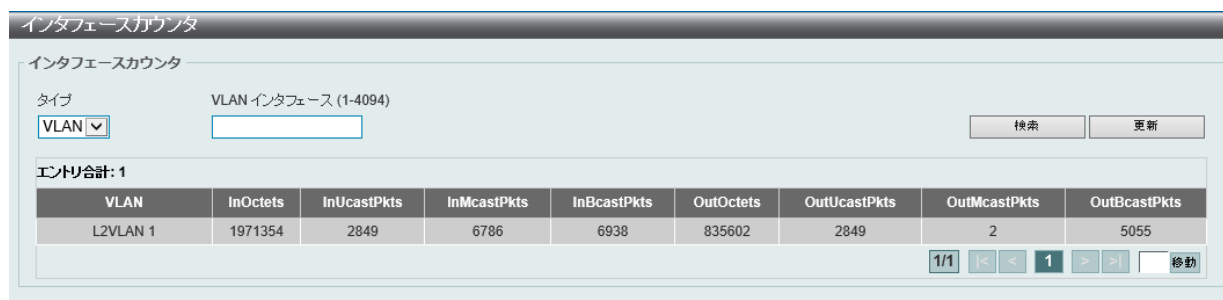 インタフェースカウンタ
インタフェースカウンタ
タイプ VLAN インタフェース (1-4094)
VLAN 検索 更新
エントリ合計: 1
VLAN InOctets InUcastPkts InMcastPkts InBcastPkts OutOctets OutUcastPkts OutMcastPkts OutBcastPkts
L2VLAN 1 1971354 2849 6786 6938 835602 2849 2 5055
1/1 |< < 1 > >| 移動